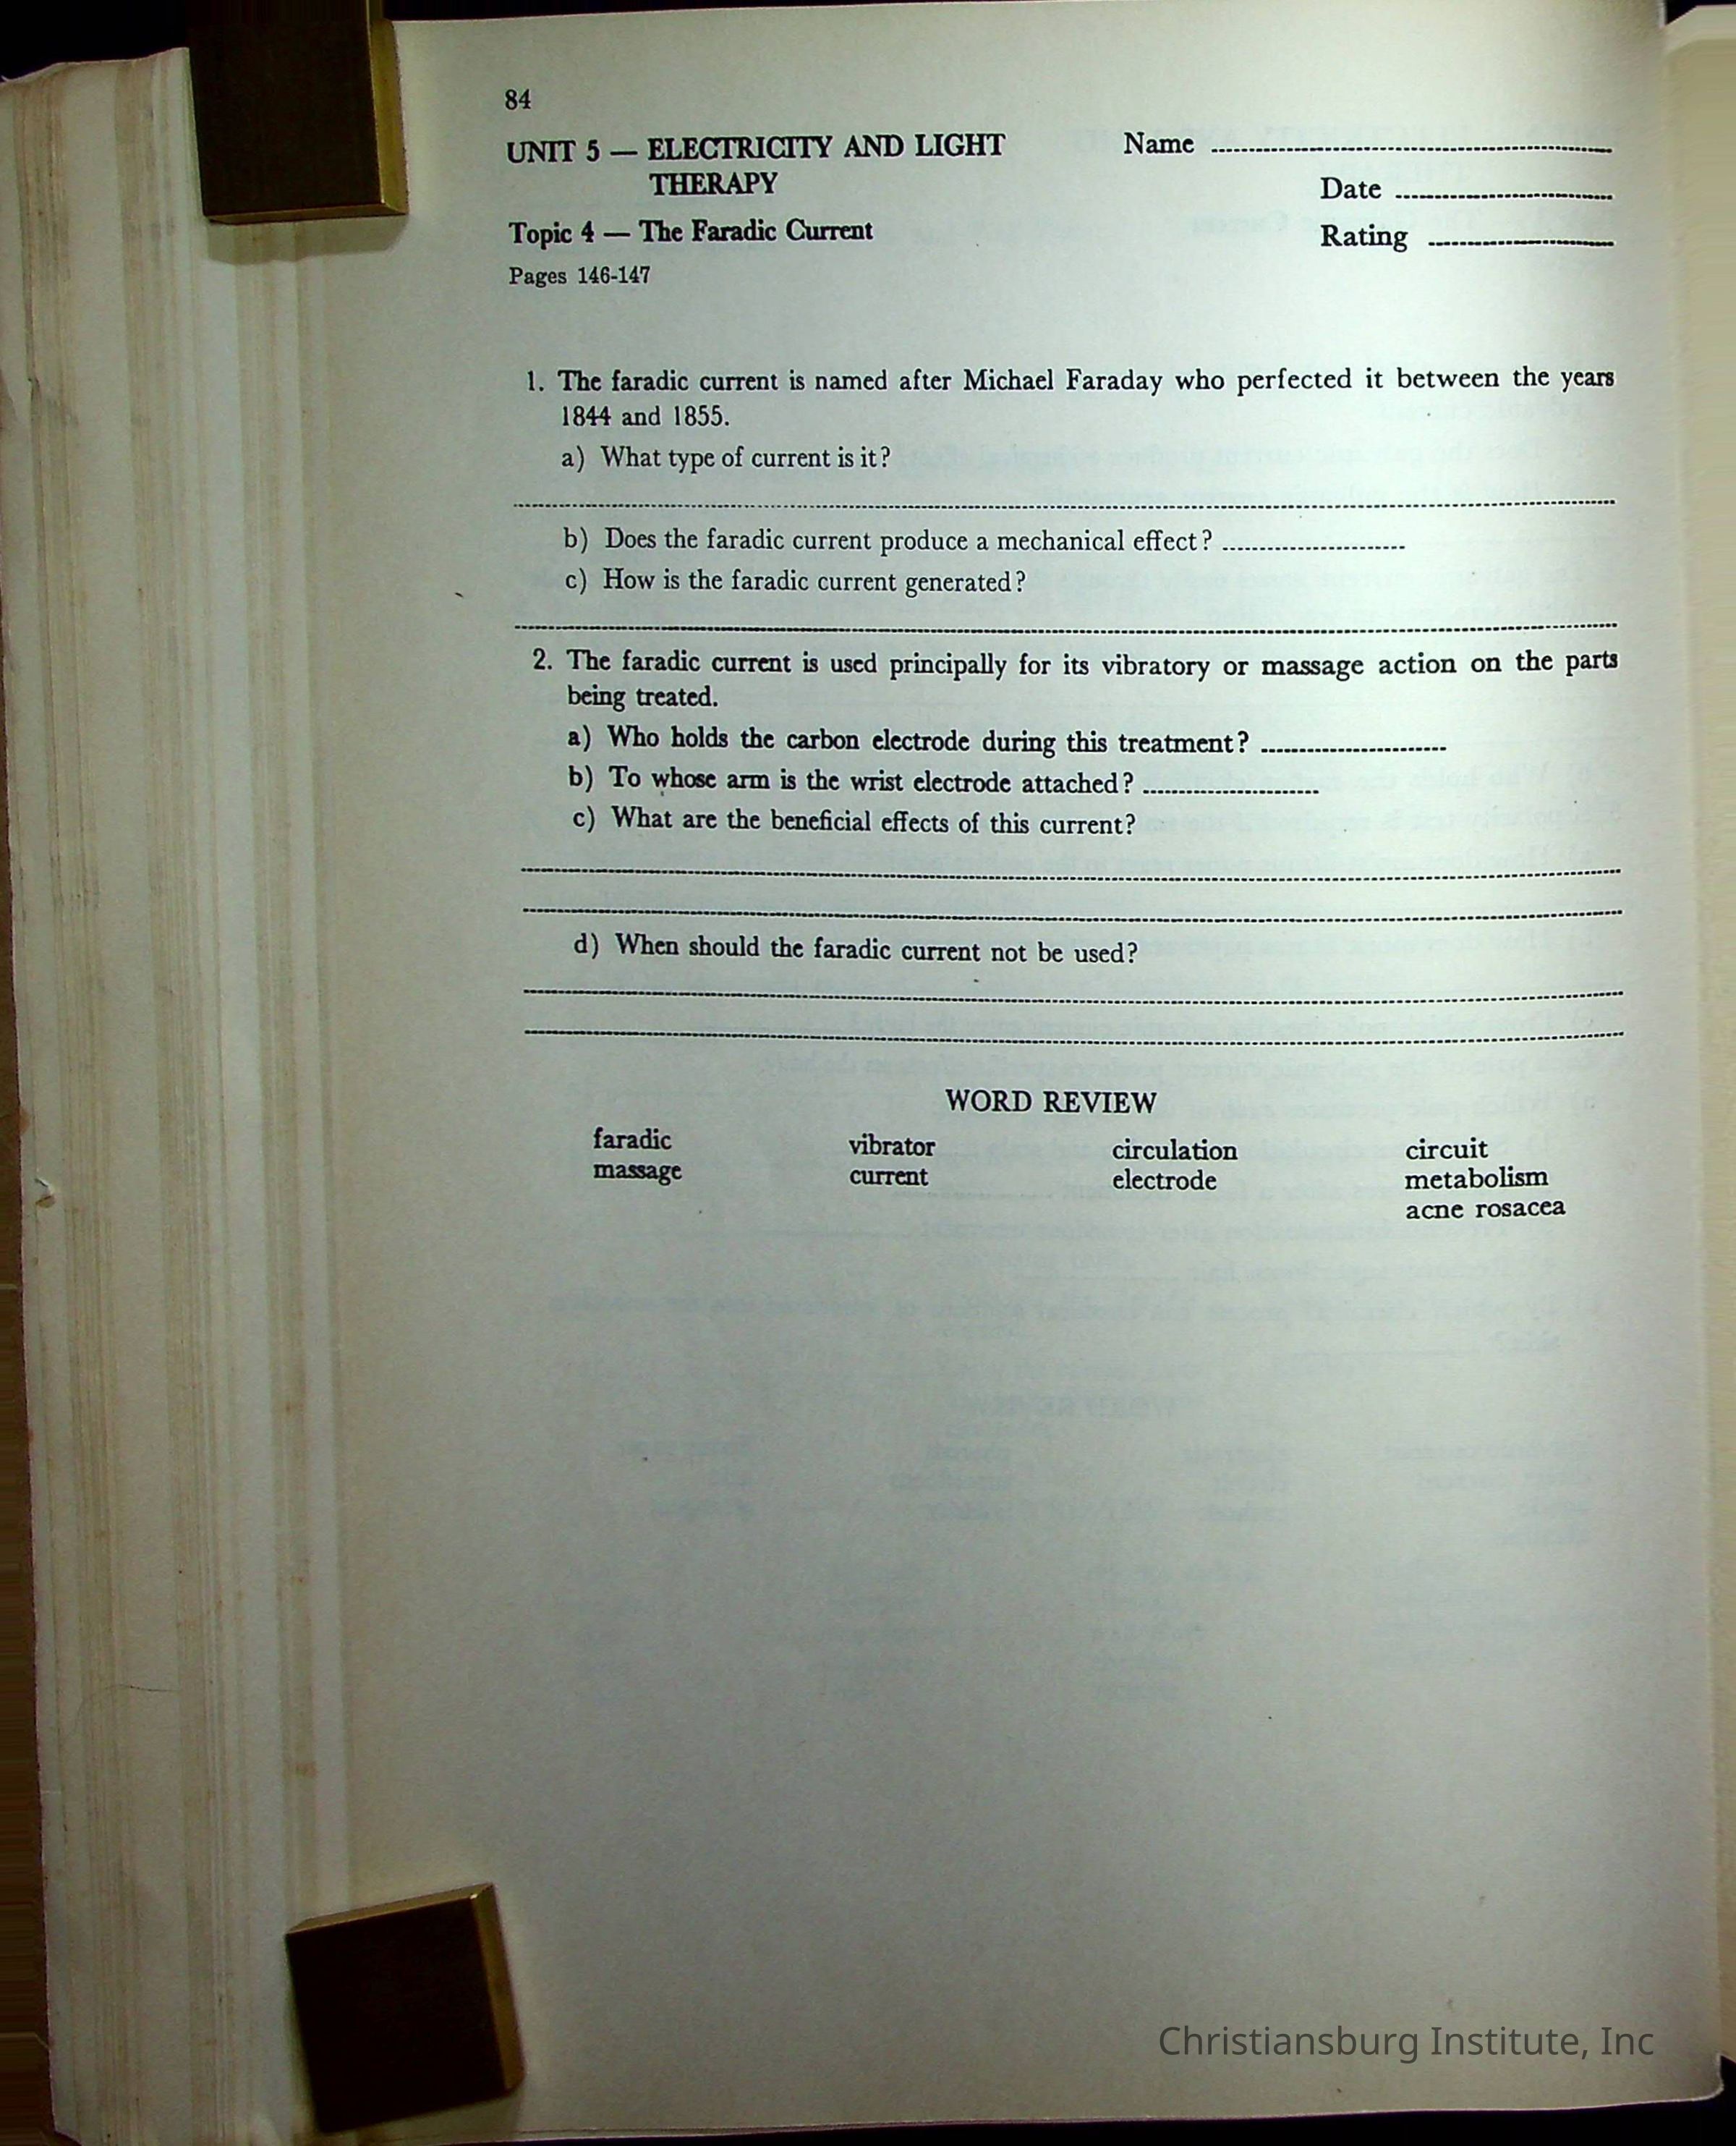 84
UNIT 5 — ELECTRICITY AND LIGHT
THERAPY
Name
Date
Topic 4 — The Faradic Current
Rating
Pages 146-147
1. The faradic current is named after Michael Faraday who perfected it between the years
1844 and 1855.
a) What type of current is it?
b) Does the faradic current produce a mechanical effect?
c) How is the faradic current generated?
2. The faradic current is used principally for its vibratory or massage action on the parts
being treated.
a) Who holds the carbon electrode during this treatment?
b) To whose arm is the wrist electrode attached?
c) What are the beneficial effects of this current?
d) When should the faradic current not be used?
WORD REVIEW
faradic vibrator circulation circuit
massage current electrode metabolism
acne rosacea
Christiansburg Institute, Inc